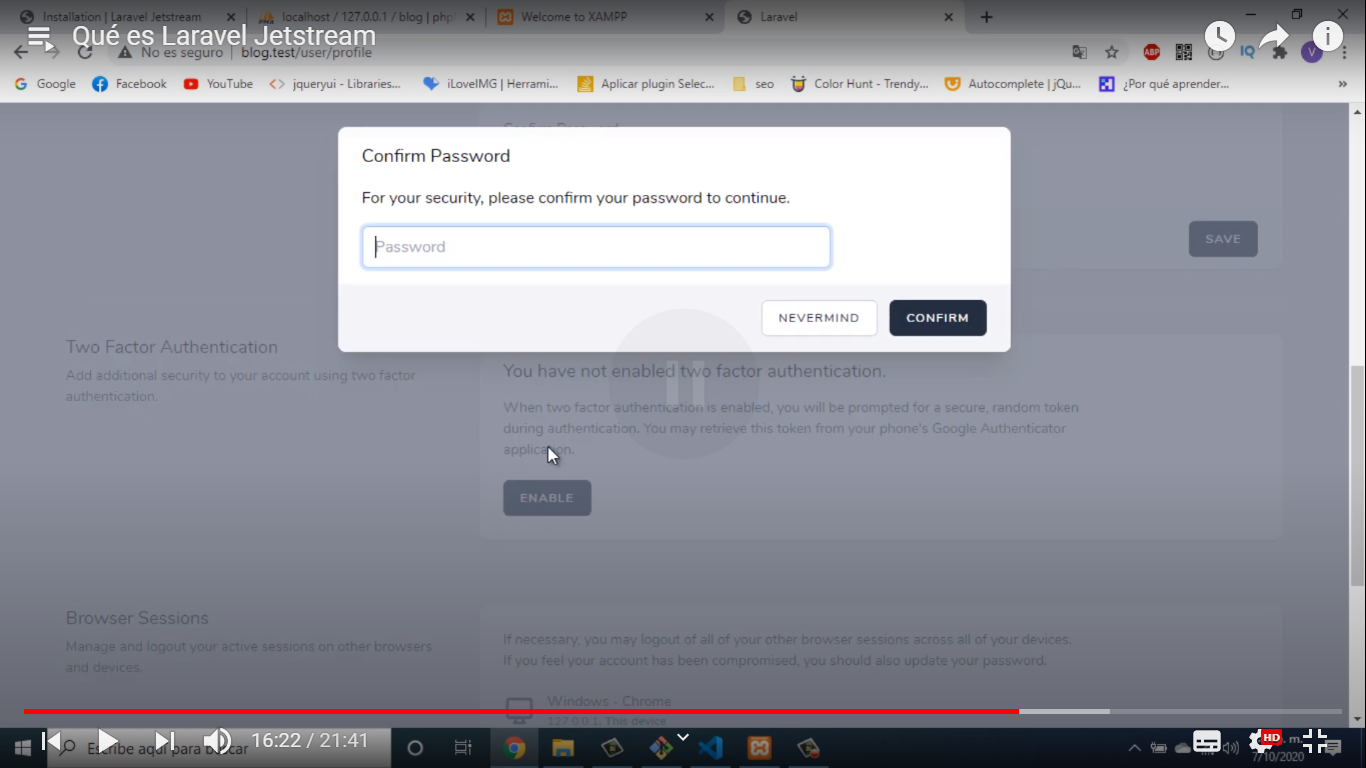 Installation | Laravel Jetstream
localhost / 127.0.0.1 / blog | php
Welcome to XAMPP
Laravel
Qué es Laravel Jetstream
No es seguro
blog.test/user/profile
ABP
IQ
V
Google
Facebook
YouTube
jqueryui - Libraries...
iLoveIMG | Herrami...
Aplicar plugin Selec...
seo
Color Hunt - Trendy...
Autocomplete | jQu...
¿Por qué aprender...
»
Confirm Password
Confirm Password
For your security, please confirm your password to continue.
Password
SAVE
NEVERMIND
CONFIRM
Two Factor Authentication
Add additional security to your account using two factor
authentication.
You have not enabled two factor authentication.
When two factor authentication is enabled, you will be prompted for a secure, random token
during authentication. You may retrieve this token from your phone's Google Authenticator
application.
ENABLE
Browser Sessions
Manage and logout your active sessions on other browsers
and devices.
If necessary, you may logout of all of your other browser sessions across all of your devices.
If you feel your account has been compromised, you should also update your password.
Windows - Chrome
127.0.0.1, This device
Escribe aquí para buscar
16:22 / 21:41
HD
7/10/2020